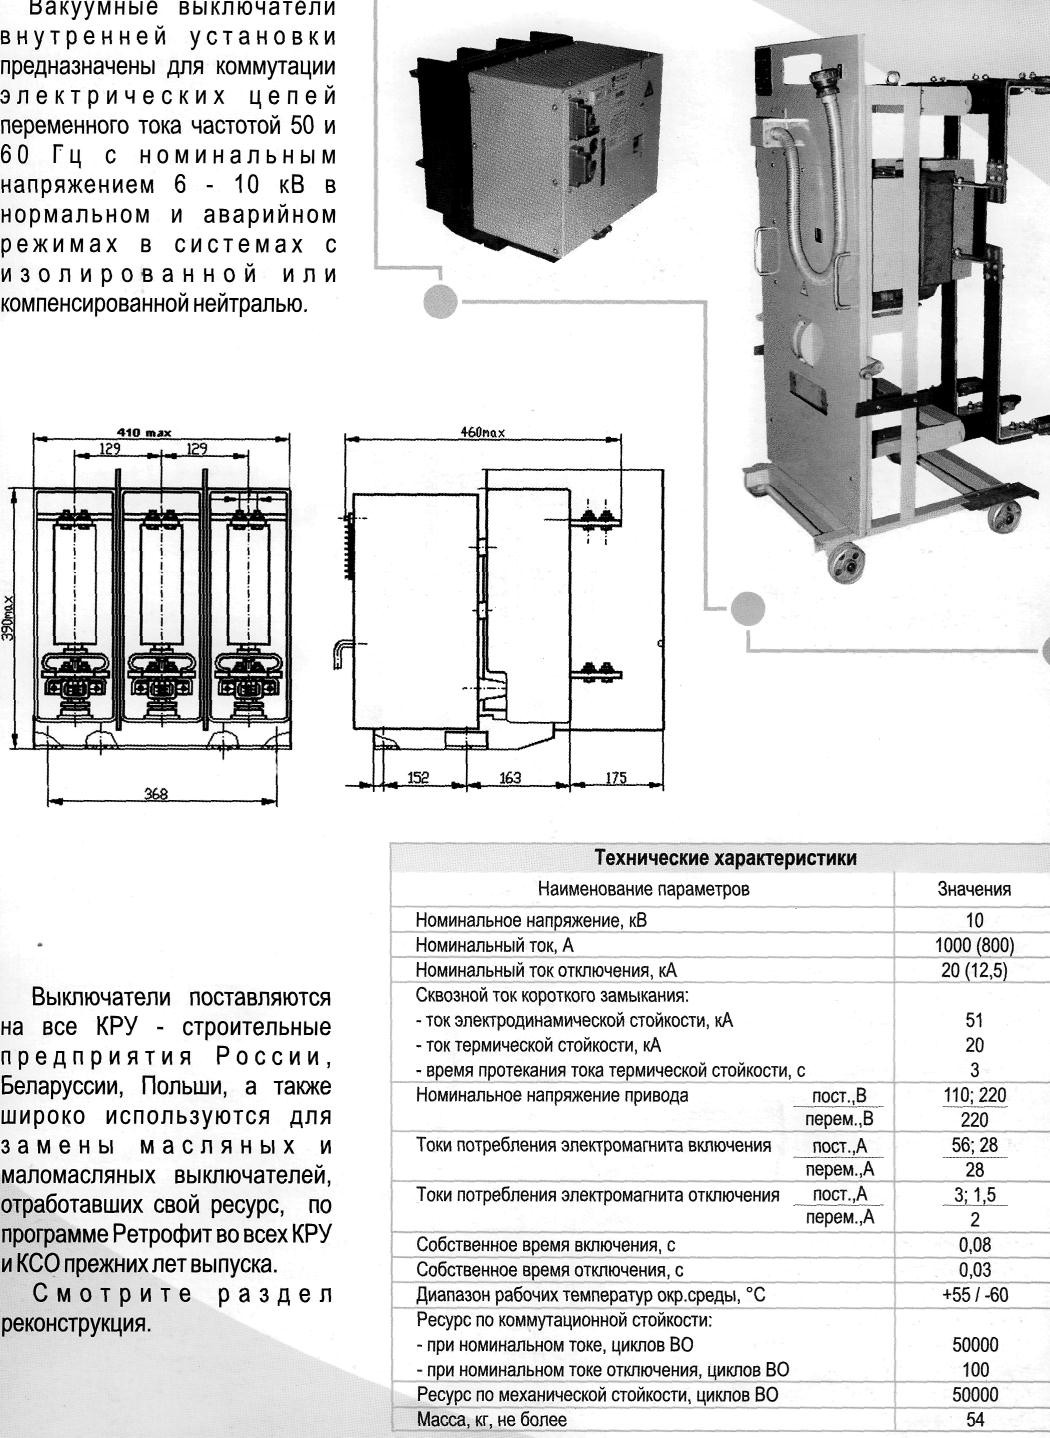 Вакуумные выключатели
внутренней установки
предназначены для коммутации
электрических цепей
переменного тока частотой 50 и
60 Гц с номинальным
напряжением 6 - 10 кВ в
нормальном и аварийном
режимах в системах с
изолированной или
компенсированной нейтралью.
410 max
129 129
390max
368
460max
152 163 175
Выключатели поставляются
на все КРУ - строительные
предприятия России,
Беларуссии, Польши, а также
широко используются для
замены масляных и
маломасляных выключателей,
отработавших свой ресурс, по
программе Ретрофит во всех КРУ
и КСО прежних лет выпуска.
Смотрите раздел
реконструкция.
Технические характеристики
Наименование параметров Значения
Номинальное напряжение, кВ 10
Номинальный ток, А 1000 (800)
Номинальный ток отключения, кА 20 (12,5)
Сквозной ток короткого замыкания:
- ток электродинамической стойкости, кА 51
- ток термической стойкости, кА 20
- время протекания тока термической стойкости, с 3
Номинальное напряжение привода пост.,В 110; 220
перем.,В 220
Токи потребления электромагнита включения пост.,А 56; 28
перем.,А 28
Токи потребления электромагнита отключения пост.,А 3; 1,5
перем.,А 2
Собственное время включения, с 0,08
Собственное время отключения, с 0,03
Диапазон рабочих температур окр.среды, °С +55 / -60
Ресурс по коммутационной стойкости:
- при номинальном токе, циклов ВО 50000
- при номинальном токе отключения, циклов ВО 100
Ресурс по механической стойкости, циклов ВО 50000
Масса, кг, не более 54